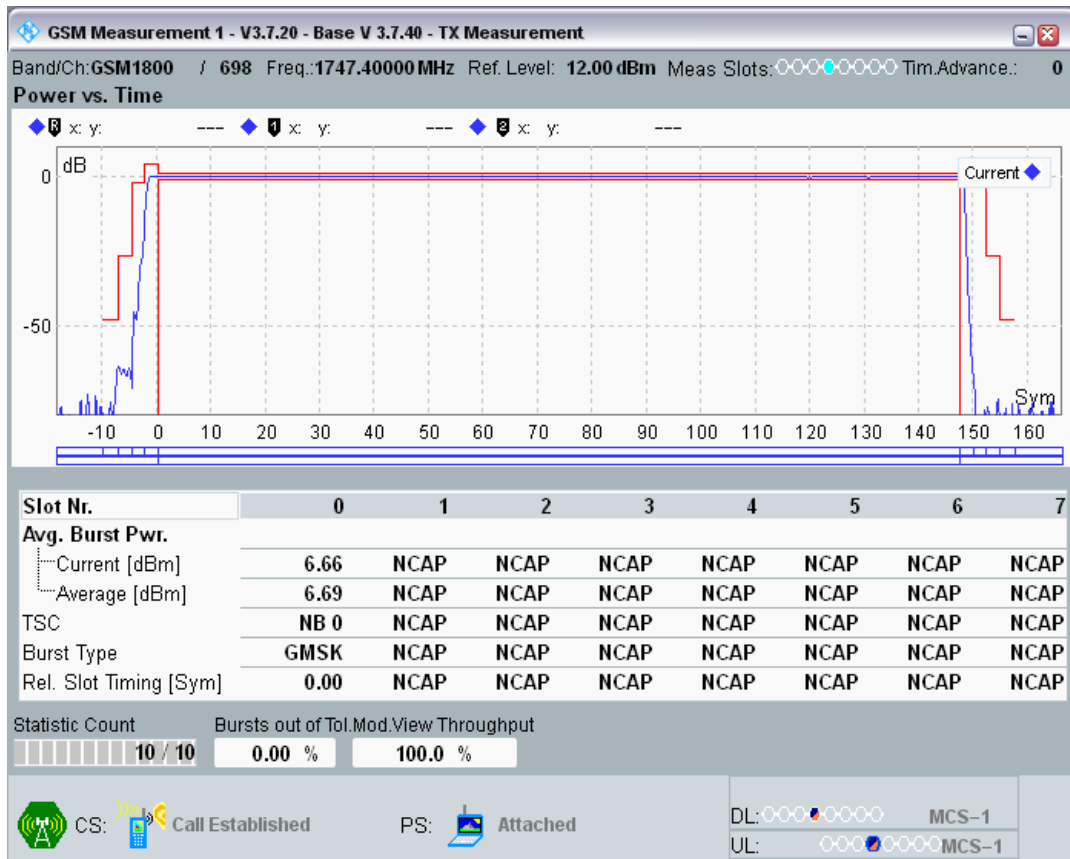 GSM Measurement 1 - V3.7.20 - Base V 3.7.40 - TX Measurement
Band/Ch:GSM1800 / 698 Freq.:1747.40000 MHz Ref. Level: 12.00 dBm Meas Slots: Tim.Advance.: 0
Power vs. Time
R x: y: --- 1 x: y: --- 2 x: y: ---
dB
Current
0
-50
Sym
-10 0 10 20 30 40 50 60 70 80 90 100 110 120 130 140 150 160
Slot Nr. 0 1 2 3 4 5 6 7
Avg. Burst Pwr.
Current [dBm] 6.66 NCAP NCAP NCAP NCAP NCAP NCAP NCAP
Average [dBm] 6.69 NCAP NCAP NCAP NCAP NCAP NCAP NCAP
TSC NB 0 NCAP NCAP NCAP NCAP NCAP NCAP NCAP
Burst Type GMSK NCAP NCAP NCAP NCAP NCAP NCAP NCAP
Rel. Slot Timing [Sym] 0.00 NCAP NCAP NCAP NCAP NCAP NCAP NCAP
Statistic Count Bursts out of Tol.Mod.View Throughput
10 / 10 0.00 % 100.0 %
CS: Call Established PS: Attached
DL: MCS-1
UL: MCS-1